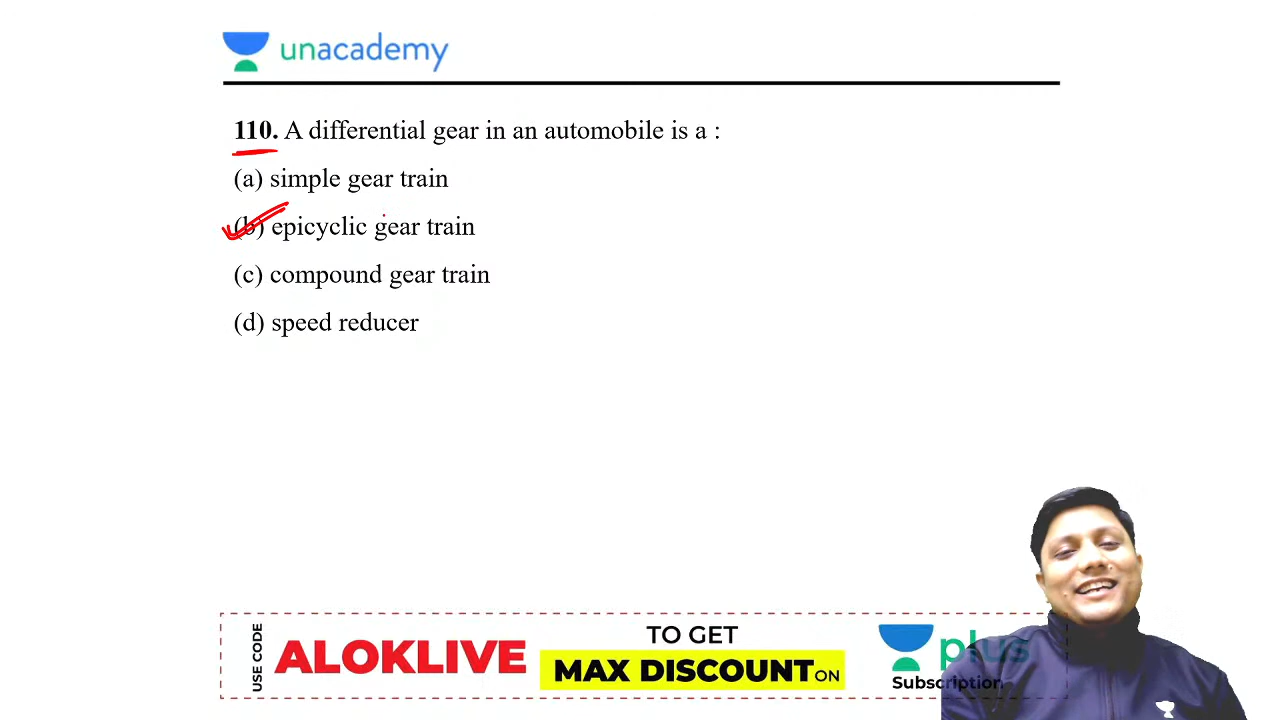 unacademy
110. A differential gear in an automobile is a :
(a) simple gear train
(b) epicyclic gear train
(c) compound gear train
(d) speed reducer
USE CODE
ALOKLIVE
TO GET
MAX DISCOUNT ON
plus
Subscription